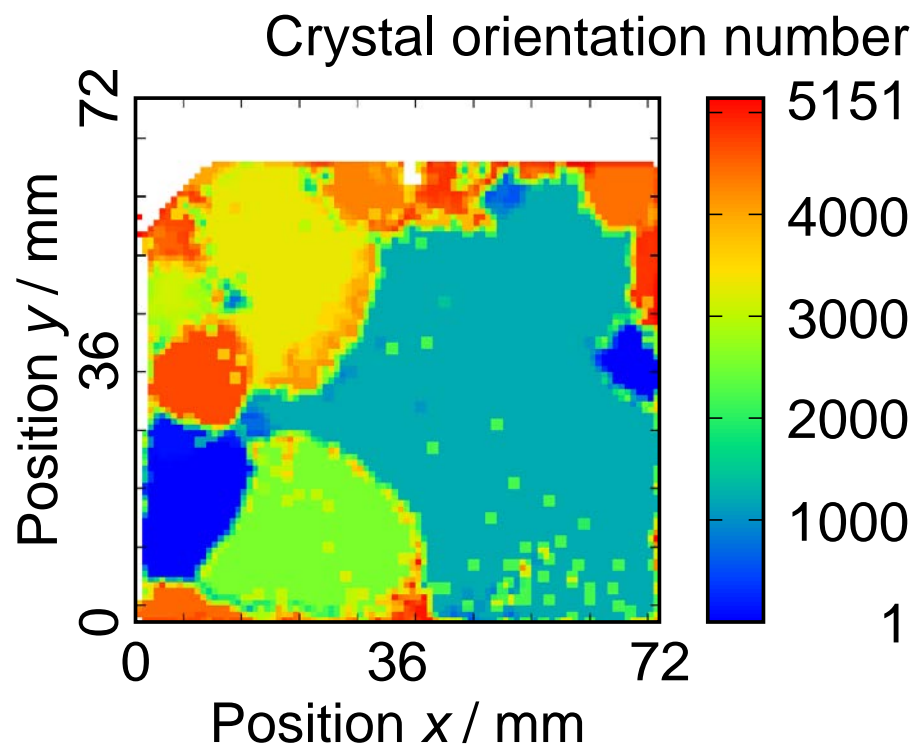 Crystal orientation number
72
36
0
Position y / mm
0 36 72
Position x / mm
5151
4000
3000
2000
1000
1